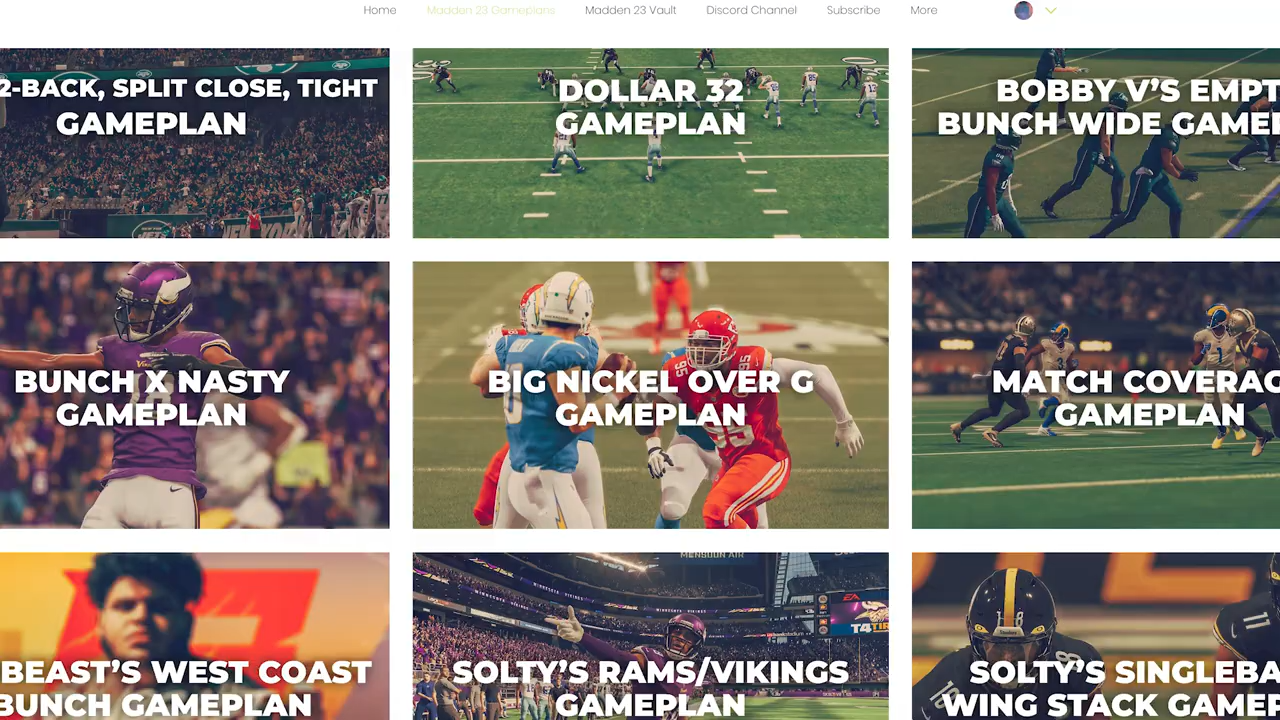 Home Madden 23 Gameplans Madden 23 Vault Discord Channel Subscribe More
2-BACK, SPLIT CLOSE, TIGHT
GAMEPLAN
DOLLAR 32
GAMEPLAN
BOBBY V'S EMPT
BUNCH WIDE GAMEP
BUNCH X NASTY
GAMEPLAN
BIG NICKEL OVER G
GAMEPLAN
MATCH COVERAG
GAMEPLAN
BEAST'S WEST COAST
BUNCH GAMEPLAN
SOLTY'S RAMS/VIKINGS
GAMEPLAN
SOLTY'S SINGLEBA
WING STACK GAMEP